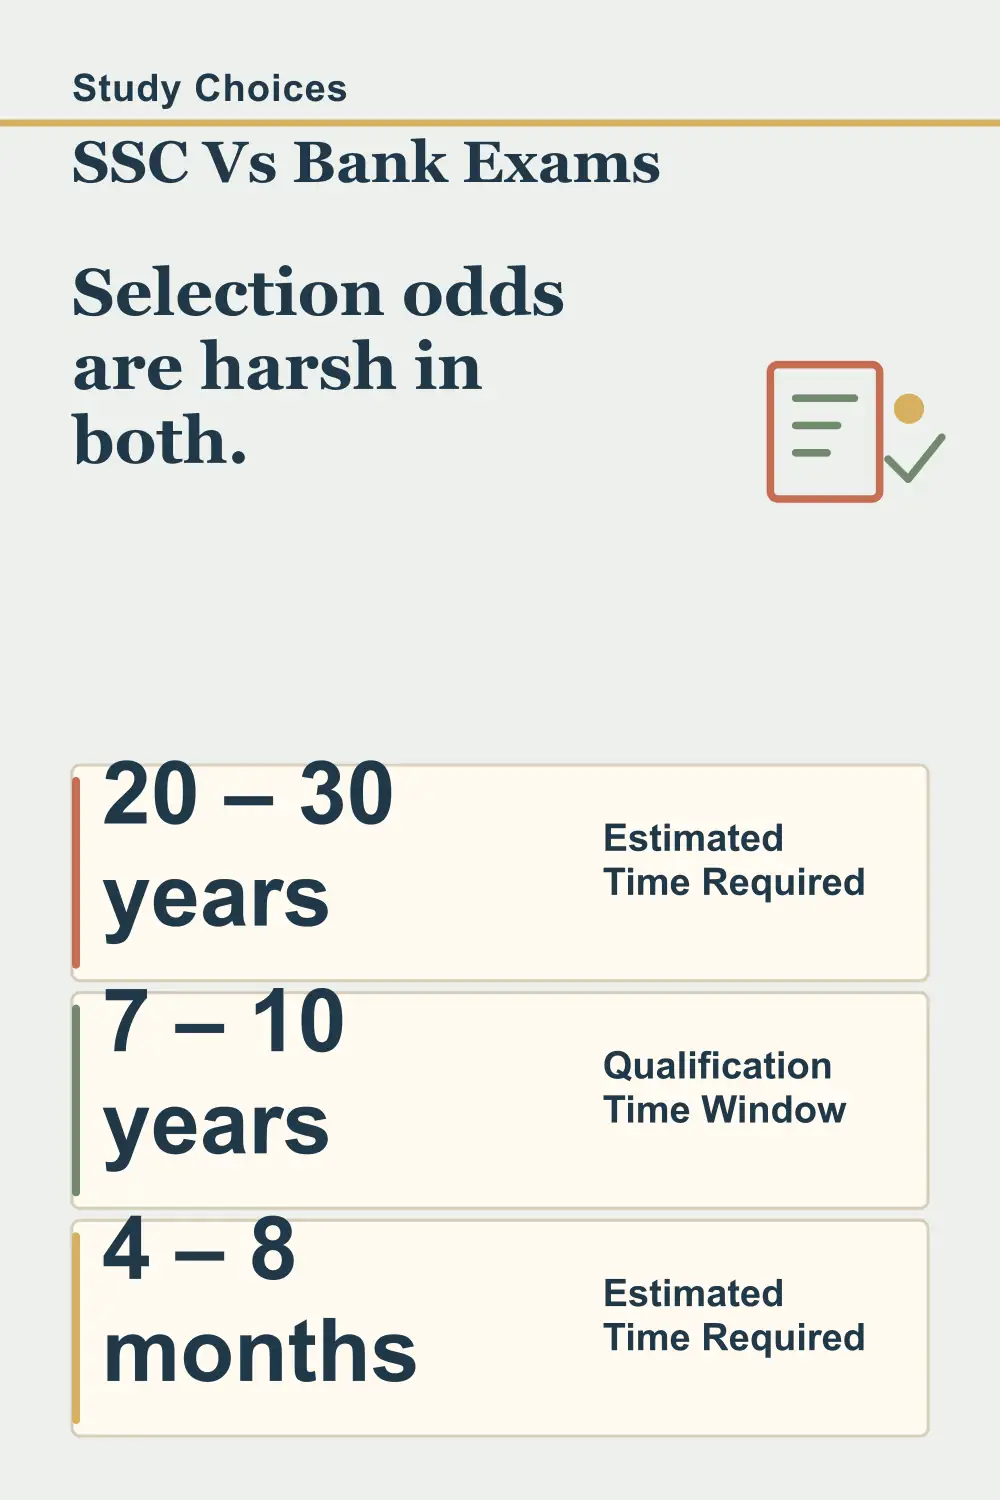 Study Choices
SSC Vs Bank Exams
Selection odds
are harsh in
both.
20 – 30
years
Estimated
Time Required
7 – 10
years
Qualification
Time Window
4 – 8
months
Estimated
Time Required